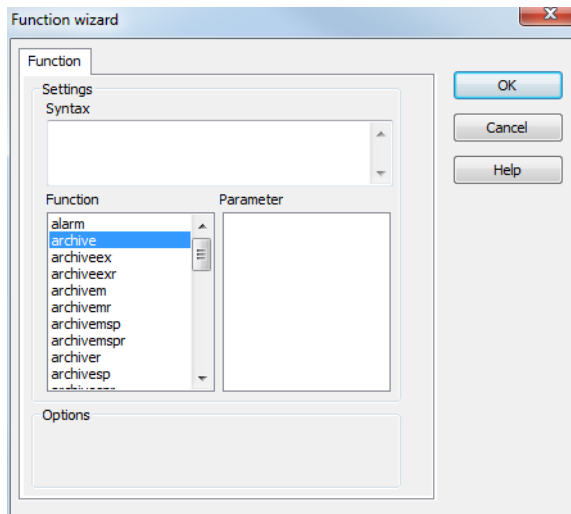 Function wizard
Function
Settings
Syntax
Function
Parameter
alarm
archive
archiveex
archiveexr
archivem
archivemr
archivemsp
archivemspr
archiver
archivesp
Options
OK
Cancel
Help